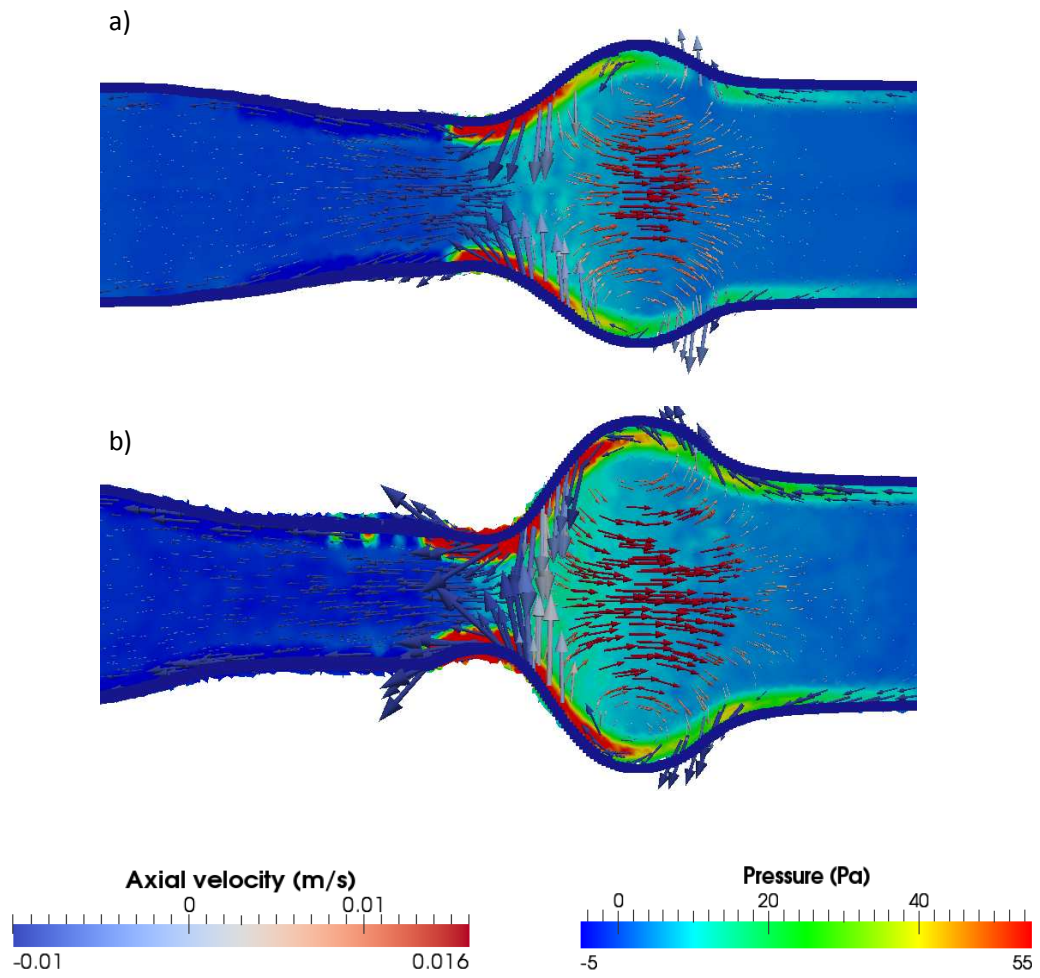 a)
b)
Axial velocity (m/s)
0 0.01
-0.01 0.016
Pressure (Pa)
0 20 40
-5 55